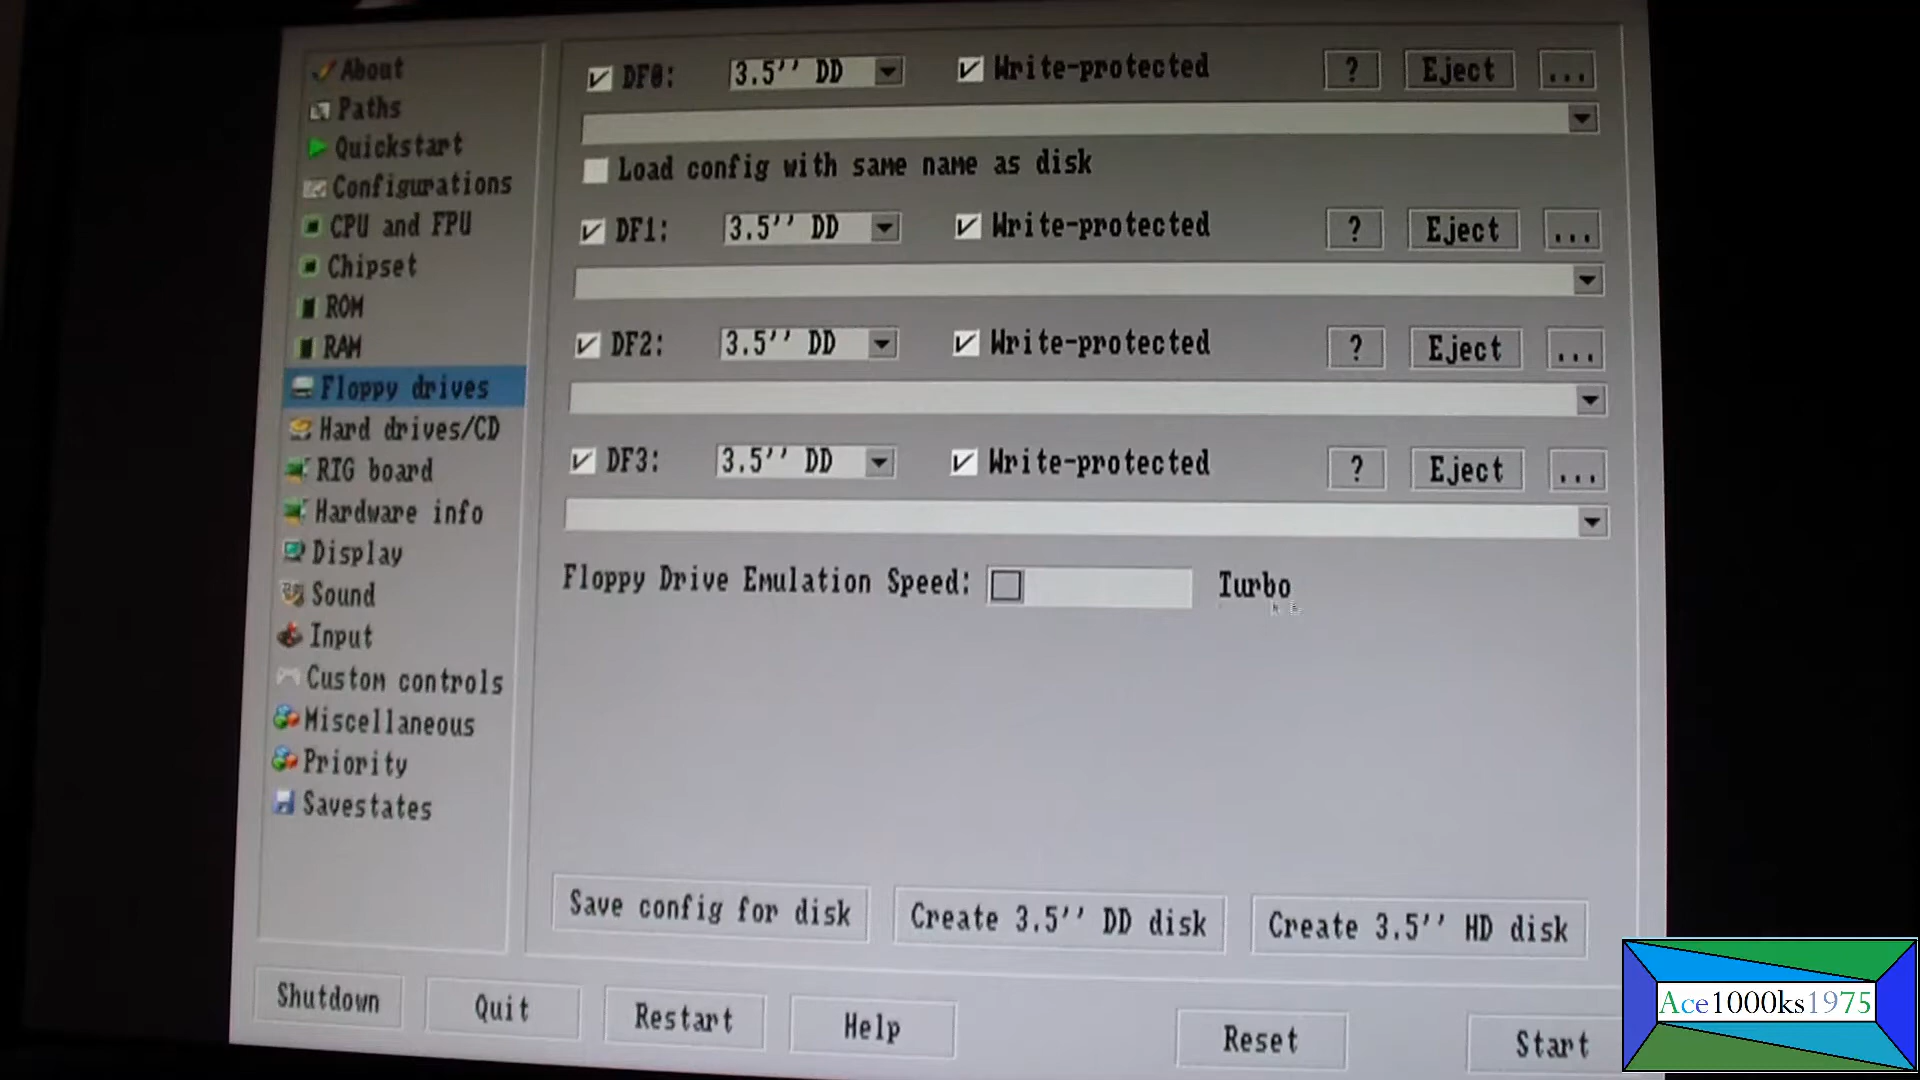 About
Paths
Quickstart
Configurations
CPU and FPU
Chipset
ROM
RAM
Floppy drives
Hard drives/CD
RTG board
Hardware info
Display
Sound
Input
Custom controls
Miscellaneous
Priority
Savestates
DF0: 3.5'' DD Write-protected ? Eject ...
Load config with same name as disk
DF1: 3.5'' DD Write-protected ? Eject ...
DF2: 3.5'' DD Write-protected ? Eject ...
DF3: 3.5'' DD Write-protected ? Eject ...
Floppy Drive Emulation Speed: Turbo
Save config for disk Create 3.5'' DD disk Create 3.5'' HD disk
Shutdown Quit Restart Help Reset Start
Ace1000ks1975